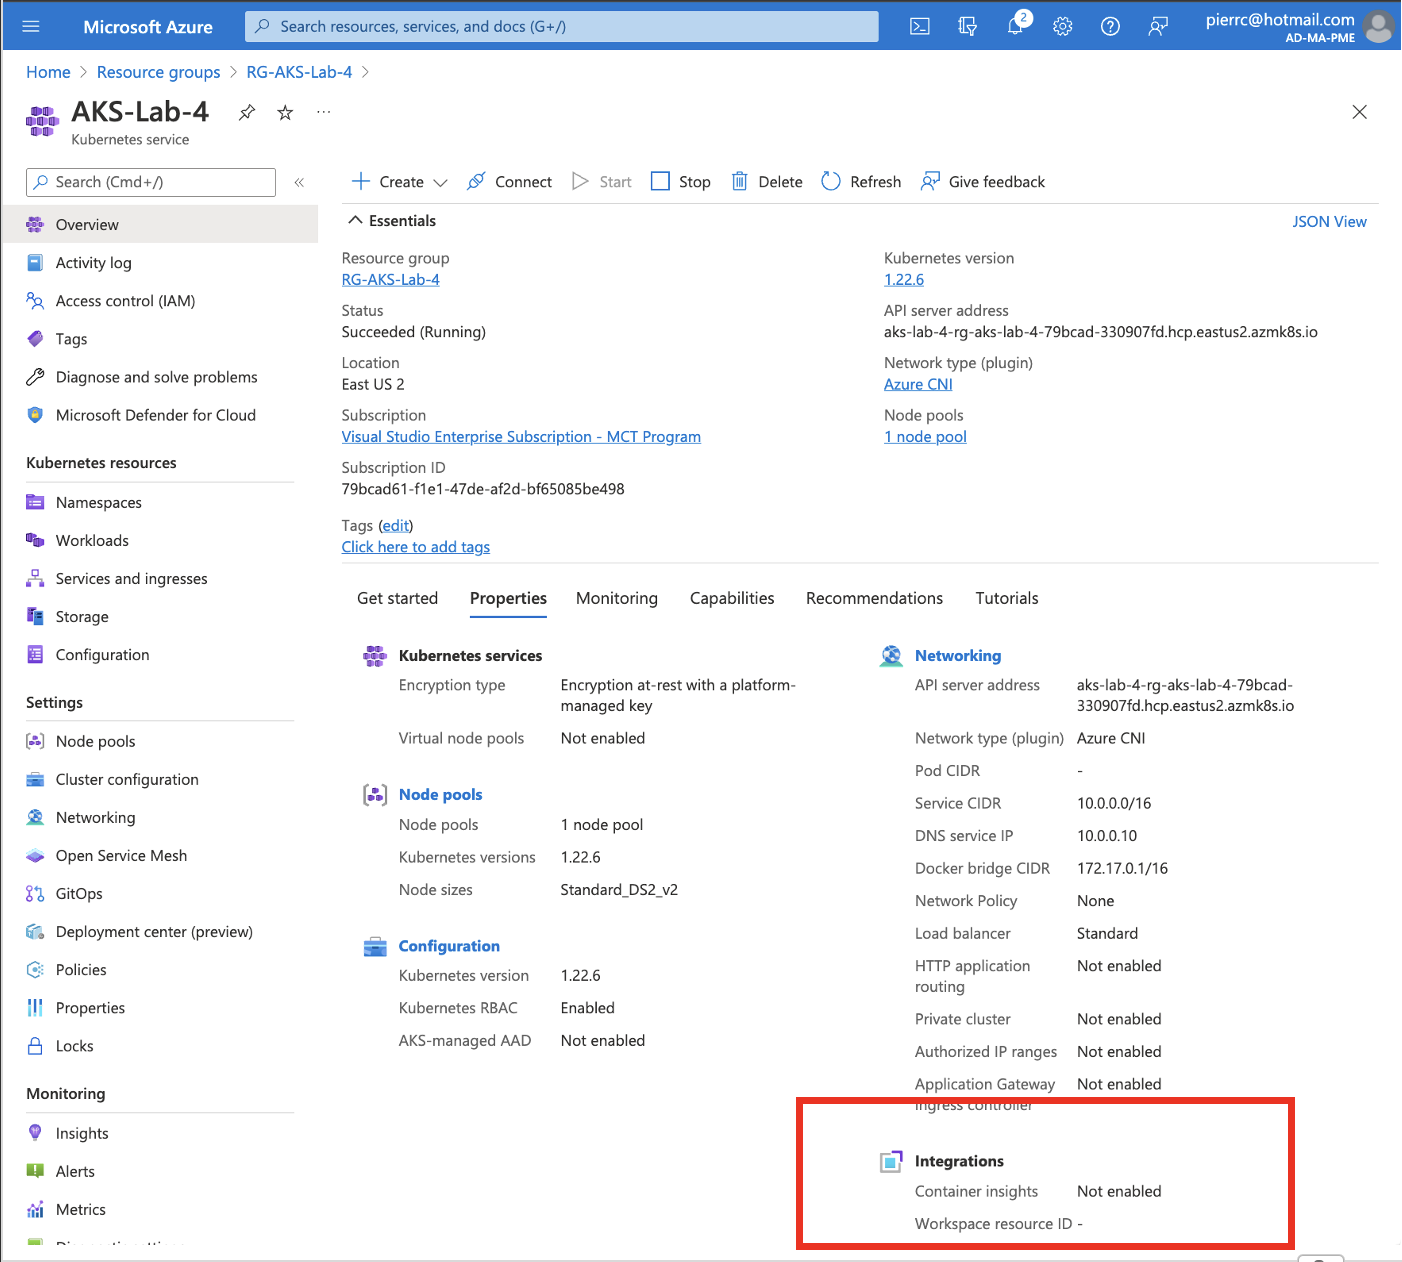 Microsoft Azure
Search resources, services, and docs (G+/)
2
pierrc@hotmail.com
AD-MA-PME
Home > Resource groups > RG-AKS-Lab-4 >
AKS-Lab-4
Kubernetes service
Search (Cmd+/)
Overview
Activity log
Access control (IAM)
Tags
Diagnose and solve problems
Microsoft Defender for Cloud
Kubernetes resources
Namespaces
Workloads
Services and ingresses
Storage
Configuration
Settings
Node pools
Cluster configuration
Networking
Open Service Mesh
GitOps
Deployment center (preview)
Policies
Properties
Locks
Monitoring
Insights
Alerts
Metrics
Create Connect Start Stop Delete Refresh Give feedback
Essentials
JSON View
Resource group
RG-AKS-Lab-4
Status
Succeeded (Running)
Location
East US 2
Subscription
Visual Studio Enterprise Subscription - MCT Program
Subscription ID
79bcad61-f1e1-47de-af2d-bf65085be498
Tags (edit)
Click here to add tags
Kubernetes version
1.22.6
API server address
aks-lab-4-rg-aks-lab-4-79bcad-330907fd.hcp.eastus2.azmk8s.io
Network type (plugin)
Azure CNI
Node pools
1 node pool
Get started Properties Monitoring Capabilities Recommendations Tutorials
Kubernetes services
Encryption type Encryption at-rest with a platform-
managed key
Virtual node pools Not enabled
Node pools
Node pools 1 node pool
Kubernetes versions 1.22.6
Node sizes Standard_DS2_v2
Configuration
Kubernetes version 1.22.6
Kubernetes RBAC Enabled
AKS-managed AAD Not enabled
Networking
API server address aks-lab-4-rg-aks-lab-4-79bcad-
330907fd.hcp.eastus2.azmk8s.io
Network type (plugin) Azure CNI
Pod CIDR -
Service CIDR 10.0.0.0/16
DNS service IP 10.0.0.10
Docker bridge CIDR 172.17.0.1/16
Network Policy None
Load balancer Standard
HTTP application Not enabled
routing
Private cluster Not enabled
Authorized IP ranges Not enabled
Application Gateway Not enabled
ingress controller
Integrations
Container insights Not enabled
Workspace resource ID -